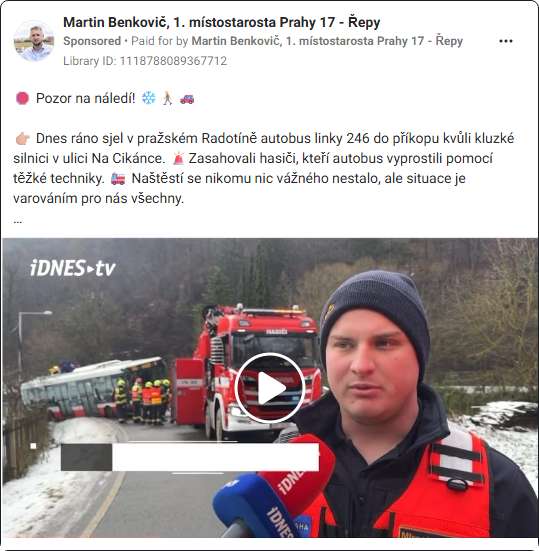 Martin Benkovič, 1. místostarosta Prahy 17 - Řepy
Sponsored • Paid for by Martin Benkovič, 1. místostarosta Prahy 17 - Řepy
Library ID: 1118788089367712
🛑 Pozor na náledí! ❄️ 🚶🏼 🚗
👉🏼 Dnes ráno sjel v pražském Radotíně autobus linky 246 do příkopu kvůli kluzké
silnici v ulici Na Cikánce. 🚨 Zasahovali hasiči, kteří autobus vyprostili pomocí
těžké techniky. 🚒 Naštěstí se nikomu nic vážného nestalo, ale situace je
varováním pro nás všechny.
...
iDNES tv
HASIČI
iDNES
iDNES